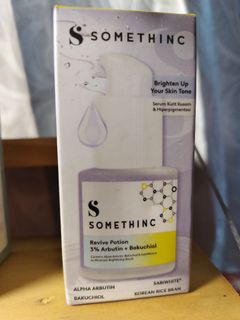 S SOMETHINC
Brighten Up
Your Skin Tone
Serum Kulit Kusam
& Hiperpigmentasi
S
SOMETHINC
Revive Potion
3% Arbutin + Bakuchiol
ALPHA ARBUTIN
BAKUCHIOL
SABIWHITE®
KOREAN RICE BRAN